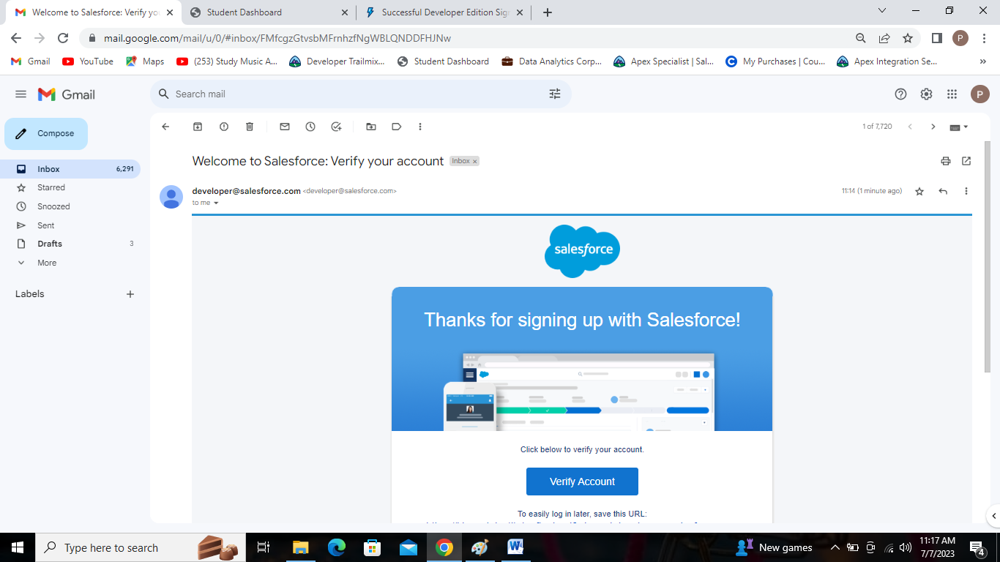 Welcome to Salesforce: Verify yo
Student Dashboard
Successful Developer Edition Sig
mail.google.com/mail/u/0/#inbox/FMfcgzGtvsbMFrnhzfNgWBLQNDDFHJNw
P
Gmail
YouTube
Maps
(253) Study Music A...
Developer Trailmix...
Student Dashboard
Data Analytics Corp...
Apex Specialist | Sal...
My Purchases | Cou...
Apex Integration Se...
»
Gmail
Search mail
P
Compose
1 of 7,720
Inbox 6,291
Starred
Snoozed
Sent
Drafts 3
More
Labels
Welcome to Salesforce: Verify your account Inbox x
developer@salesforce.com <developer@salesforce.com> 11:14 (1 minute ago)
to me
salesforce
Thanks for signing up with Salesforce!
Click below to verify your account.
Verify Account
To easily log in later, save this URL:
Type here to search
New games
11:17 AM
7/7/2023
4